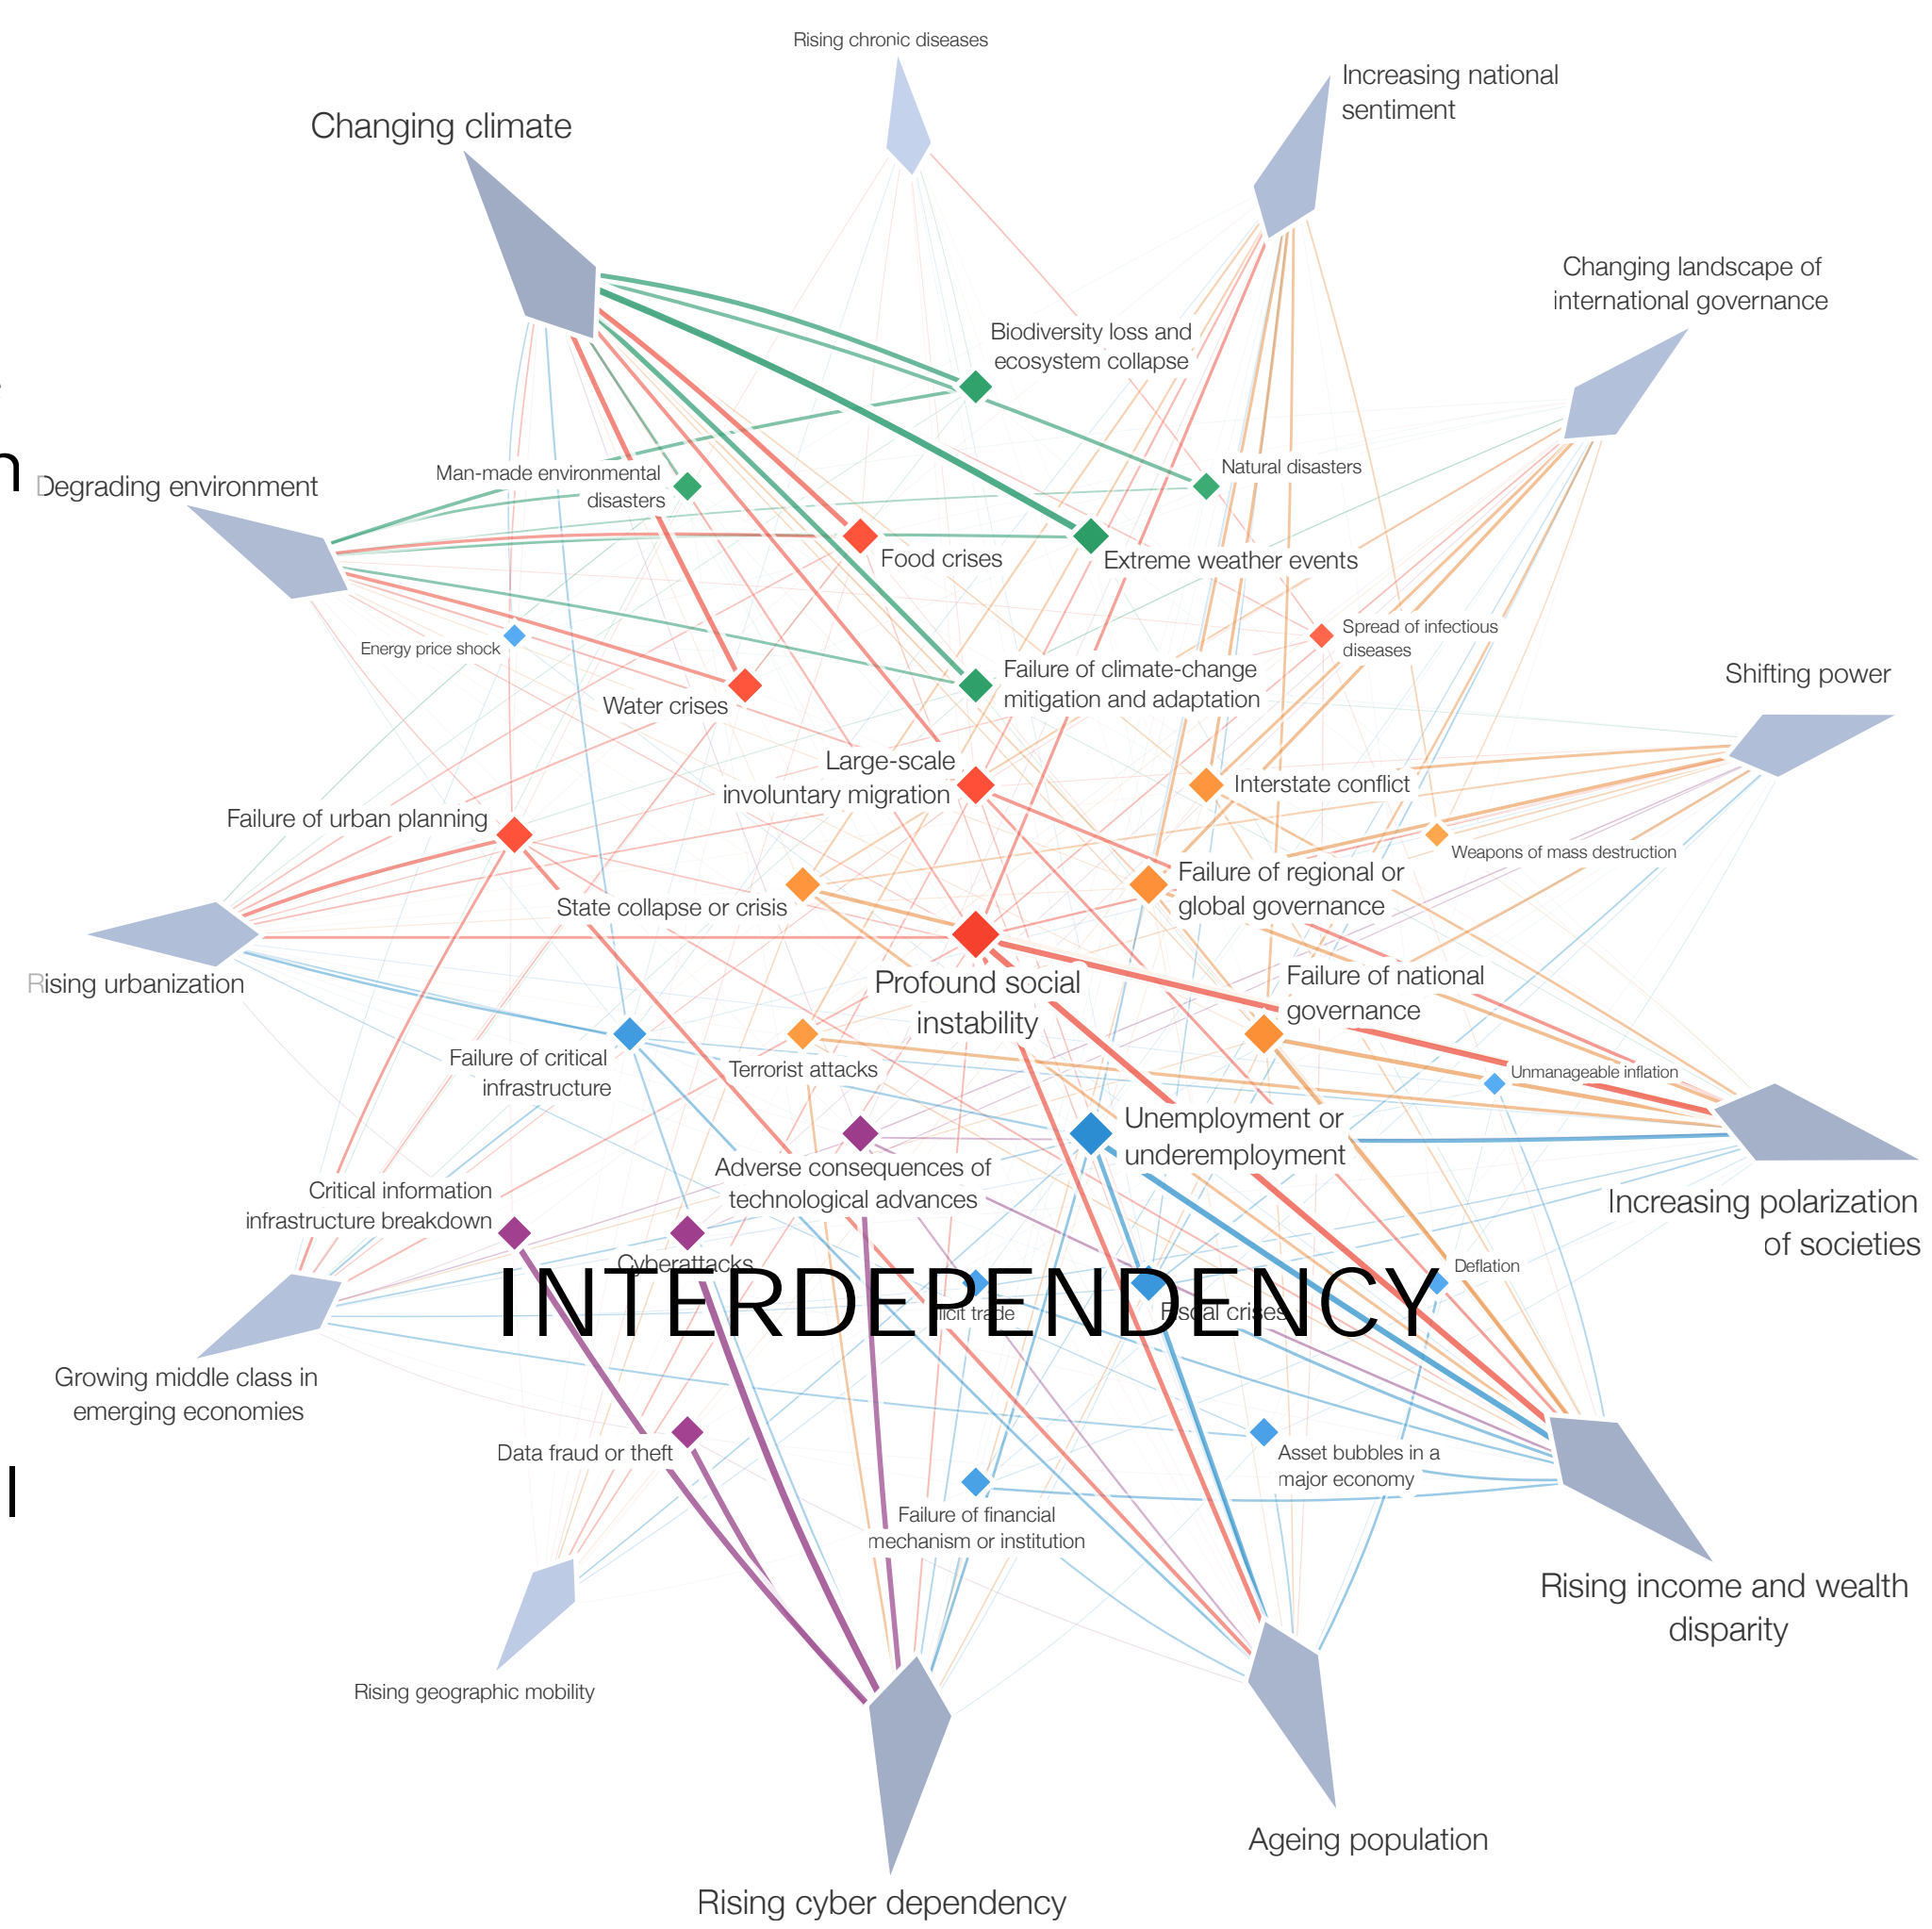 Rising chronic diseases
Increasing national
sentiment
Changing climate
Changing landscape of
international governance
Biodiversity loss and
ecosystem collapse
n
Degrading environment
Man-made environmental
disasters
Natural disasters
Food crises
Extreme weather events
Energy price shock
Spread of infectious
diseases
Water crises
Failure of climate-change
mitigation and adaptation
Shifting power
Large-scale
involuntary migration
Interstate conflict
Failure of urban planning
Weapons of mass destruction
State collapse or crisis
Failure of regional or
global governance
Rising urbanization
Profound social
instability
Failure of national
governance
Failure of critical
infrastructure
Terrorist attacks
Unmanageable inflation
Unemployment or
underemployment
Adverse consequences of
technological advances
Critical information
infrastructure breakdown
Increasing polarization
of societies
Cyberattacks
Deflation
INTERDEPENDENCY
Illicit trade
Fiscal crises
Growing middle class in
emerging economies
Data fraud or theft
Asset bubbles in a
major economy
l
Failure of financial
mechanism or institution
Rising income and wealth
disparity
Rising geographic mobility
Ageing population
Rising cyber dependency